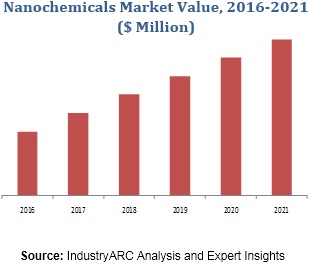 Nanochemicals Market Value, 2016-2021
($ Million)
2016 2017 2018 2019 2020 2021
Source: IndustryARC Analysis and Expert Insights